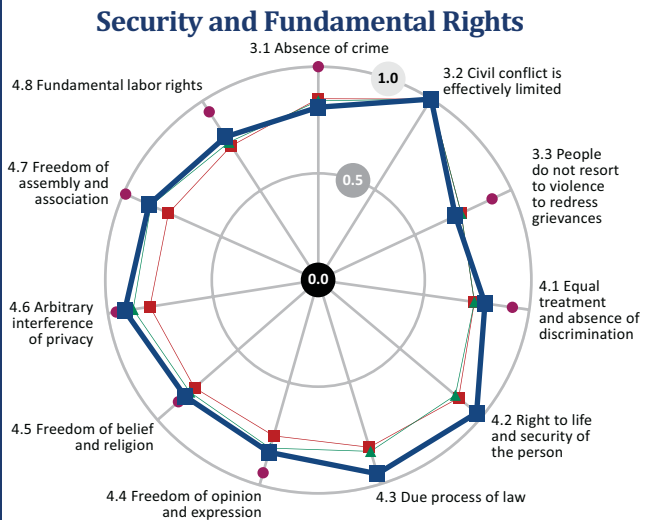 Security and Fundamental Rights
3.1 Absence of crime
1.0
3.2 Civil conflict is
effectively limited
4.8 Fundamental labor rights
0.5
3.3 People
do not resort
to violence
to redress
grievances
4.7 Freedom of
assembly and
association
0.0
4.1 Equal
treatment
and absence of
discrimination
4.6 Arbitrary
interference
of privacy
4.2 Right to life
and security of
the person
4.5 Freedom of belief
and religion
4.4 Freedom of opinion
and expression
4.3 Due process of law